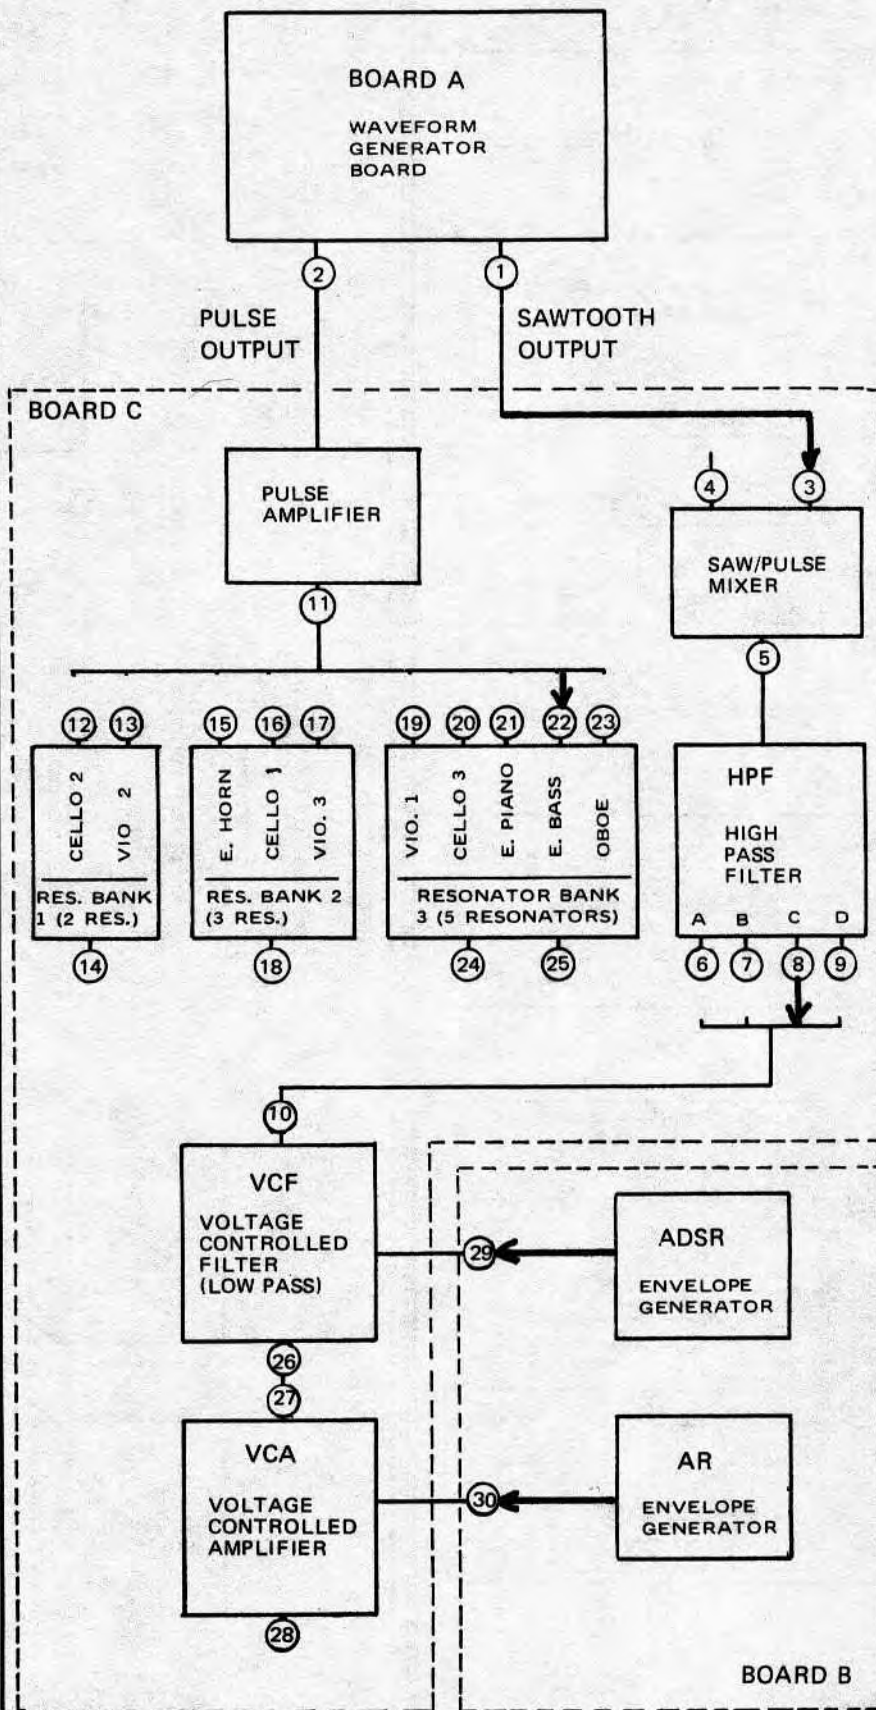 BOARD A
WAVEFORM
GENERATOR
BOARD
2
1
PULSE
OUTPUT
SAWTOOTH
OUTPUT
BOARD C
PULSE
AMPLIFIER
4
3
SAW/PULSE
MIXER
11
5
12
13
15
16
17
19
20
21
22
23
CELLO 2
VIO 2
E. HORN
CELLO 1
VIO. 3
VIO. 1
CELLO 3
E. PIANO
E. BASS
OBOE
RES. BANK
1 (2 RES.)
RES. BANK 2
(3 RES.)
RESONATOR BANK
3 (5 RESONATORS)
HPF
HIGH
PASS
FILTER
A B C D
14
18
24
25
6
7
8
9
10
VCF
VOLTAGE
CONTROLLED
FILTER
(LOW PASS)
29
ADSR
ENVELOPE
GENERATOR
26
27
VCA
VOLTAGE
CONTROLLED
AMPLIFIER
30
AR
ENVELOPE
GENERATOR
28
BOARD B